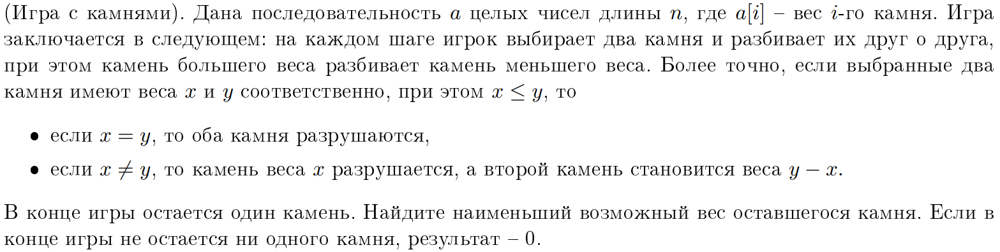 (Игра с камнями). Дана последовательность a целых чисел длины n, где a[i] – вес i-го камня. Игра
заключается в следующем: на каждом шаге игрок выбирает два камня и разбивает их друг о друга,
при этом камень большего веса разбивает камень меньшего веса. Более точно, если выбранные два
камня имеют веса x и y соответственно, при этом x ≤ y, то
• если x = y, то оба камня разрушаются,
• если x ≠ y, то камень веса x разрушается, а второй камень становится веса y − x.
В конце игры остается один камень. Найдите наименьший возможный вес оставшегося камня. Если в
конце игры не остается ни одного камня, результат – 0.